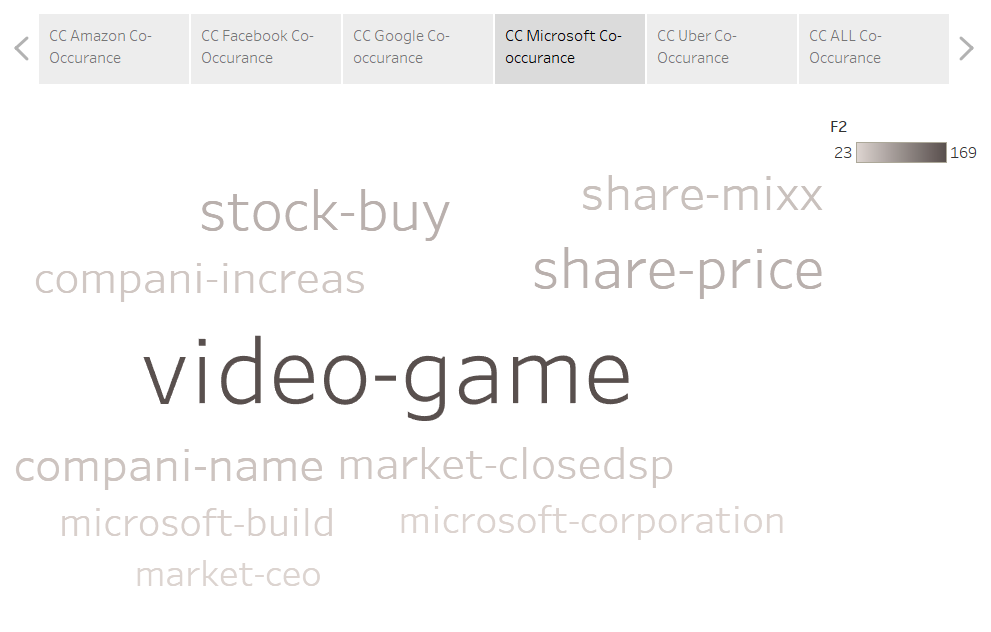 CC Amazon Co-
Occurance
CC Facebook Co-
Occurance
CC Google Co-
occurance
CC Microsoft Co-
occurance
CC Uber Co-
Occurance
CC ALL Co-
Occurance
F2
23 169
share-mixx
stock-buy
share-price
compani-increas
video-game
compani-name market-closedsp
microsoft-build microsoft-corporation
market-ceo